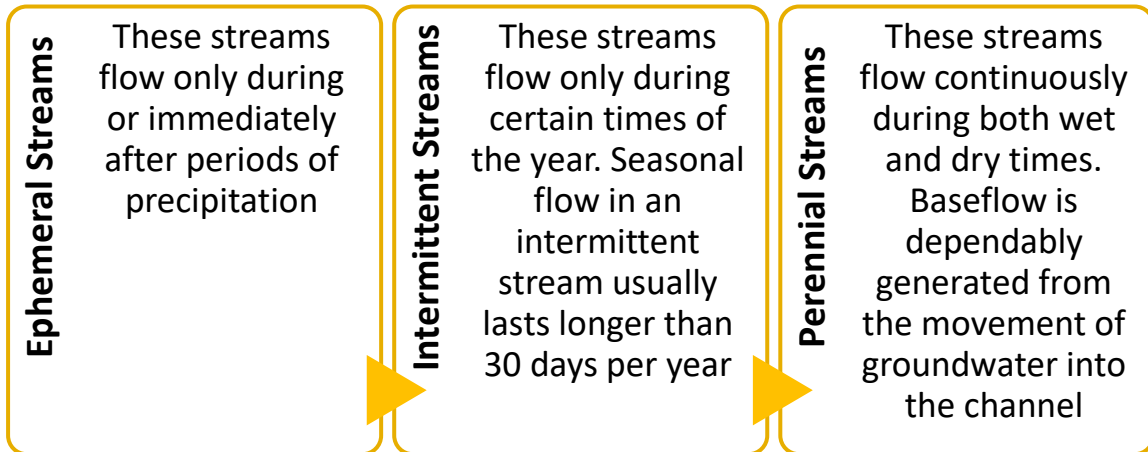 Ephemeral Streams
These streams
flow only during
or immediately
after periods of
precipitation
Intermittent Streams
These streams
flow only during
certain times of
the year. Seasonal
flow in an
intermittent
stream usually
lasts longer than
30 days per year
Perennial Streams
These streams
flow continuously
during both wet
and dry times.
Baseflow is
dependably
generated from
the movement of
groundwater into
the channel